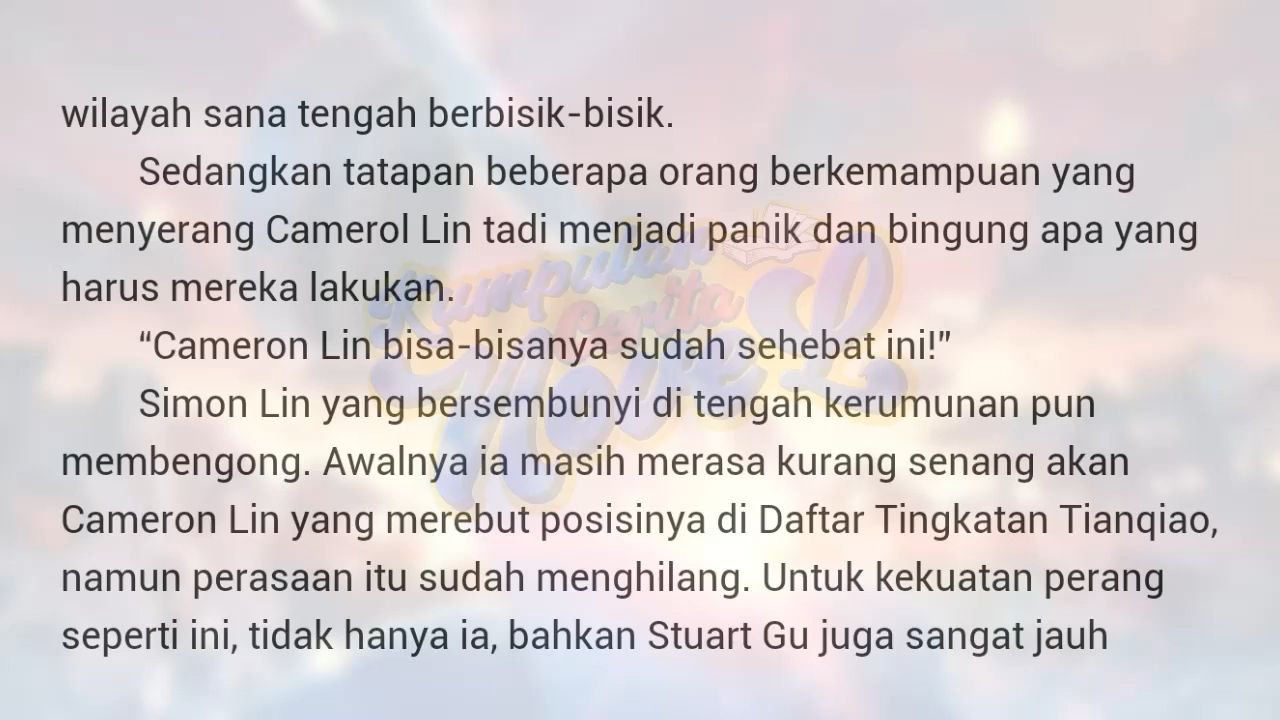 wilayah sana tengah berbisik-bisik.
Sedangkan tatapan beberapa orang berkemampuan yang
menyerang Camerol Lin tadi menjadi panik dan bingung apa yang
harus mereka lakukan.
“Cameron Lin bisa-bisanya sudah sehebat ini!”
Simon Lin yang bersembunyi di tengah kerumunan pun
membengong. Awalnya ia masih merasa kurang senang akan
Cameron Lin yang merebut posisinya di Daftar Tingkatan Tianqiao,
namun perasaan itu sudah menghilang. Untuk kekuatan perang
seperti ini, tidak hanya ia, bahkan Stuart Gu juga sangat jauh
Kumpulan
Cerita
Novel